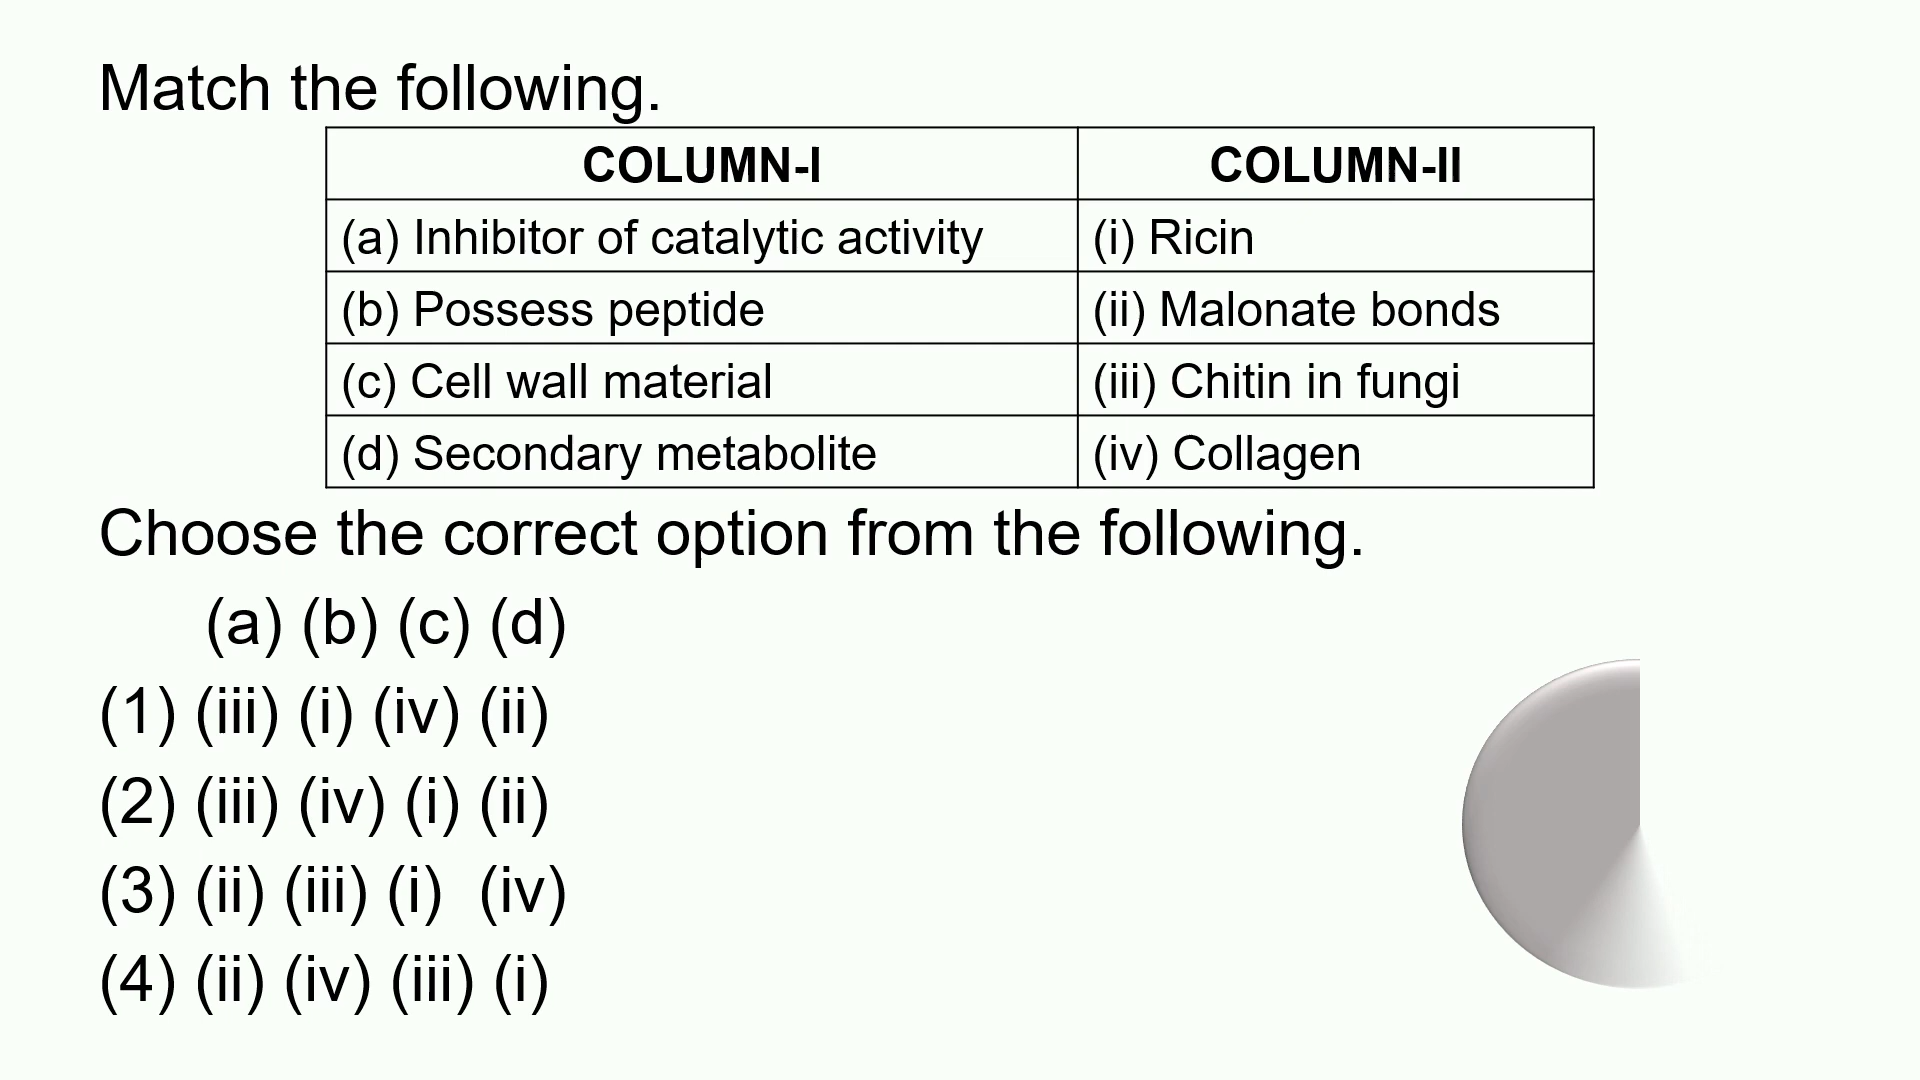 Match the following.
COLUMN-I COLUMN-II
(a) Inhibitor of catalytic activity (i) Ricin
(b) Possess peptide (ii) Malonate bonds
(c) Cell wall material (iii) Chitin in fungi
(d) Secondary metabolite (iv) Collagen
Choose the correct option from the following.
(a) (b) (c) (d)
(1) (iii) (i) (iv) (ii)
(2) (iii) (iv) (i) (ii)
(3) (ii) (iii) (i) (iv)
(4) (ii) (iv) (iii) (i)